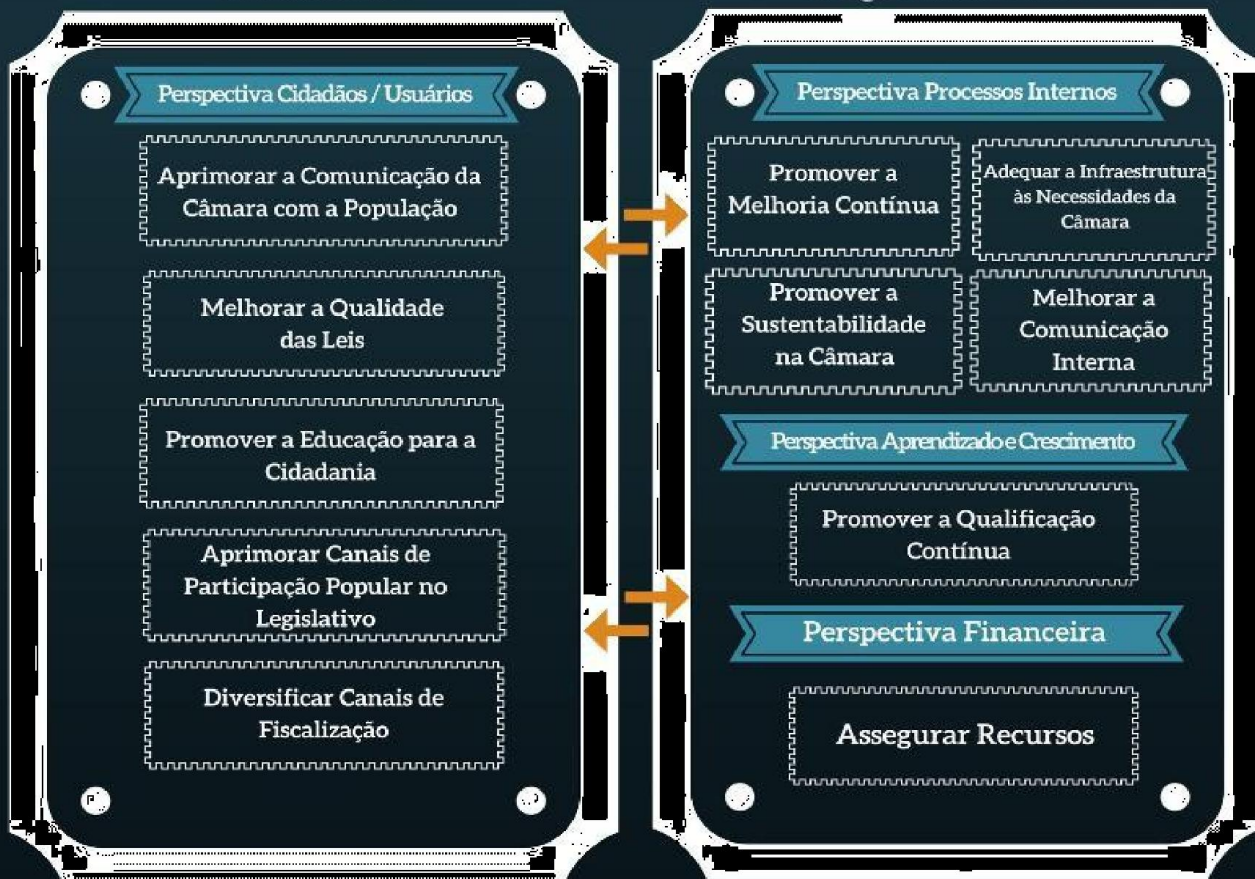 Perspectiva Cidadãos / Usuários
Aprimorar a Comunicação da
Câmara com a População
Melhorar a Qualidade
das Leis
Promover a Educação para a
Cidadania
Aprimorar Canais de
Participação Popular no
Legislativo
Diversificar Canais de
Fiscalização
Perspectiva Processos Internos
Promover a
Melhoria Contínua
Adequar a Infraestrutura
às Necessidades da
Câmara
Promover a
Sustentabilidade
na Câmara
Melhorar a
Comunicação
Interna
Perspectiva Aprendizado e Crescimento
Promover a Qualificação
Contínua
Perspectiva Financeira
Assegurar Recursos